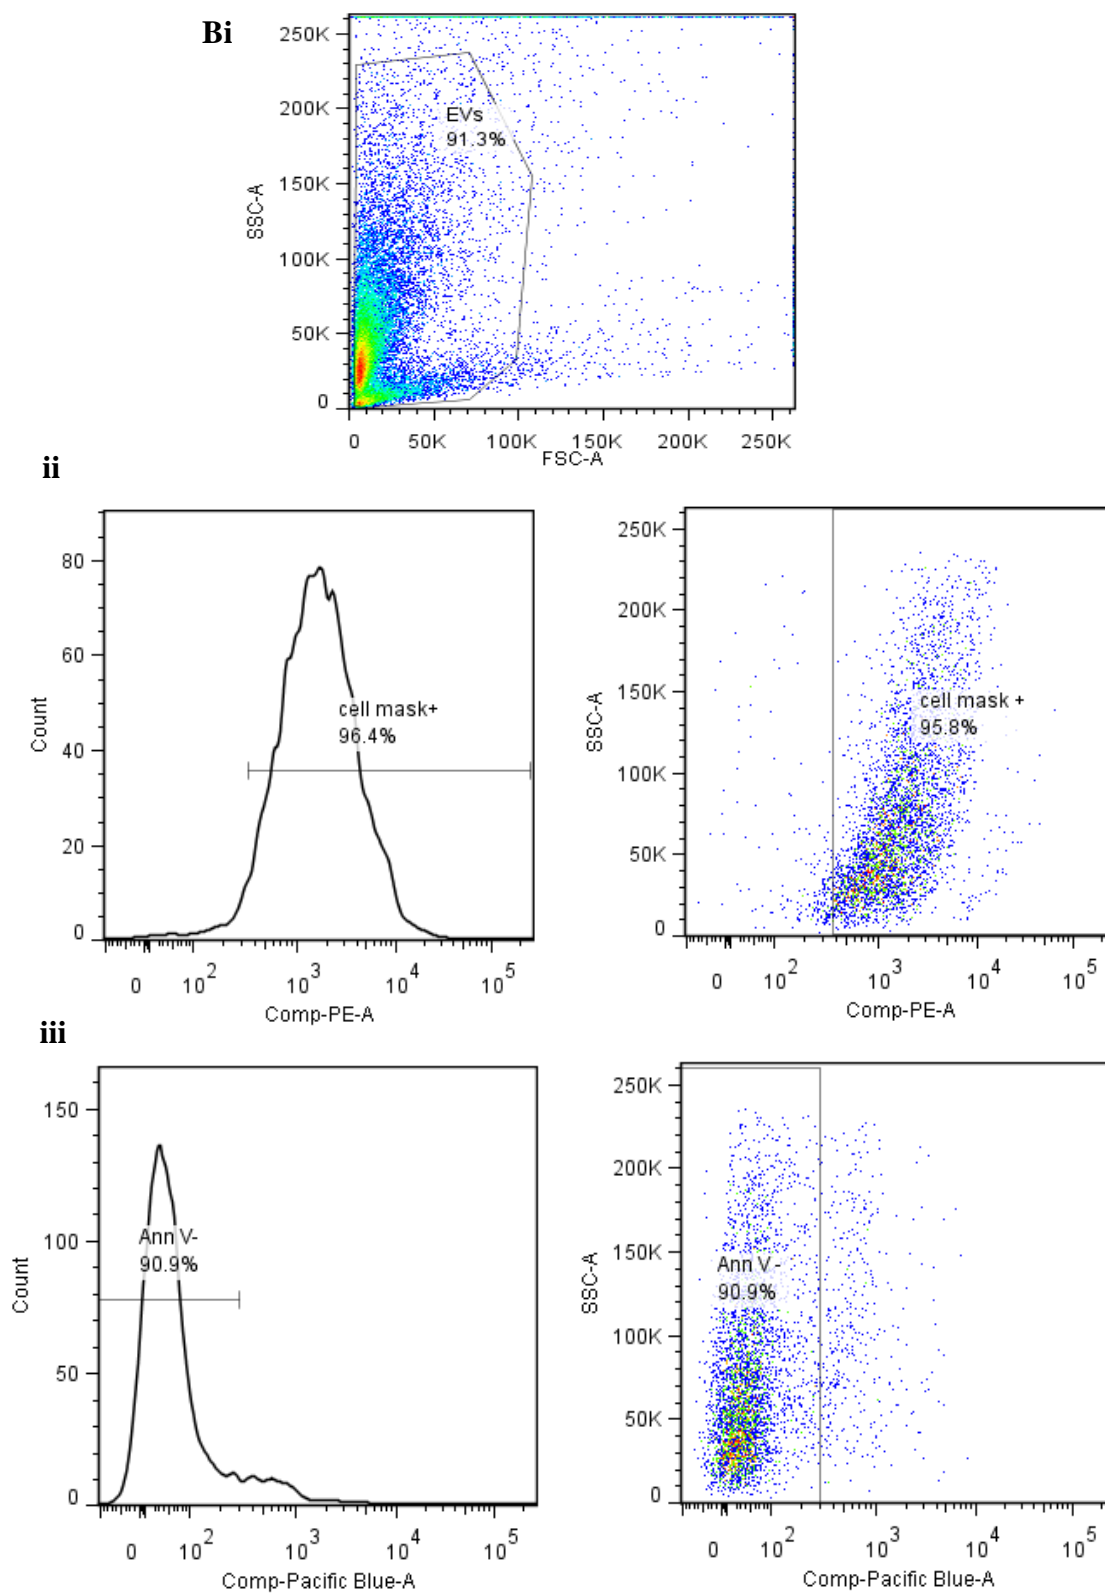 Bi
250K
200K
150K
100K
50K
0
SSC-A
EVs
91.3%
0 50K 100K 150K 200K 250K
FSC-A
ii
80
60
40
20
0
Count
cell mask+
96.4%
0 10^2 10^3 10^4 10^5
Comp-PE-A
250K
200K
150K
100K
50K
0
SSC-A
cell mask +
95.8%
0 10^2 10^3 10^4 10^5
Comp-PE-A
iii
150
100
50
0
Count
Ann V-
90.9%
0 10^2 10^3 10^4 10^5
Comp-Pacific Blue-A
250K
200K
150K
100K
50K
0
SSC-A
Ann V -
90.9%
0 10^2 10^3 10^4 10^5
Comp-Pacific Blue-A